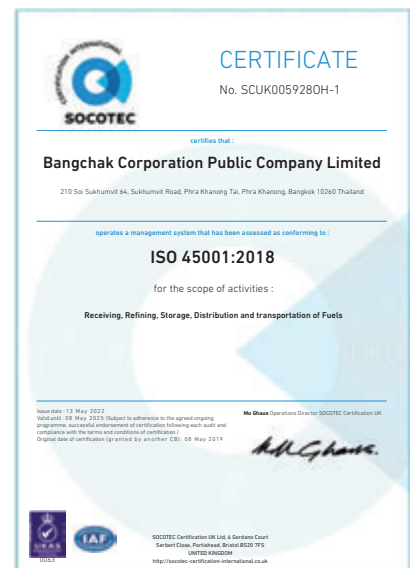 CERTIFICATION INTERNATIONAL
SOCOTEC
CERTIFICATE
No. SCUK005928OH-1
certifies that :
Bangchak Corporation Public Company Limited
210 Soi Sukhumvit 64, Sukhumvit Road, Phra Khanong Tai, Phra Khanong, Bangkok 10260 Thailand
operates a management system that has been assessed as conforming to :
ISO 45001:2018
for the scope of activities :
Receiving, Refining, Storage, Distribution and transportation of Fuels
Issue date : 13 May 2022
Valid until : 08 May 2025 (Subject to adherence to the agreed ongoing
programme, successful endorsement of certification following each audit and
compliance with the terms and conditions of certification.)
Original date of certification (granted by another CB): 08 May 2019
Mo Ghaus Operations Director SOCOTEC Certification UK
UKAS
0063
IAF
SOCOTEC Certification UK Ltd, 6 Gordano Court
Serbert Close, Portishead, Bristol BS20 7FS
UNITED KINGDOM
http://socotec-certification-international.co.uk